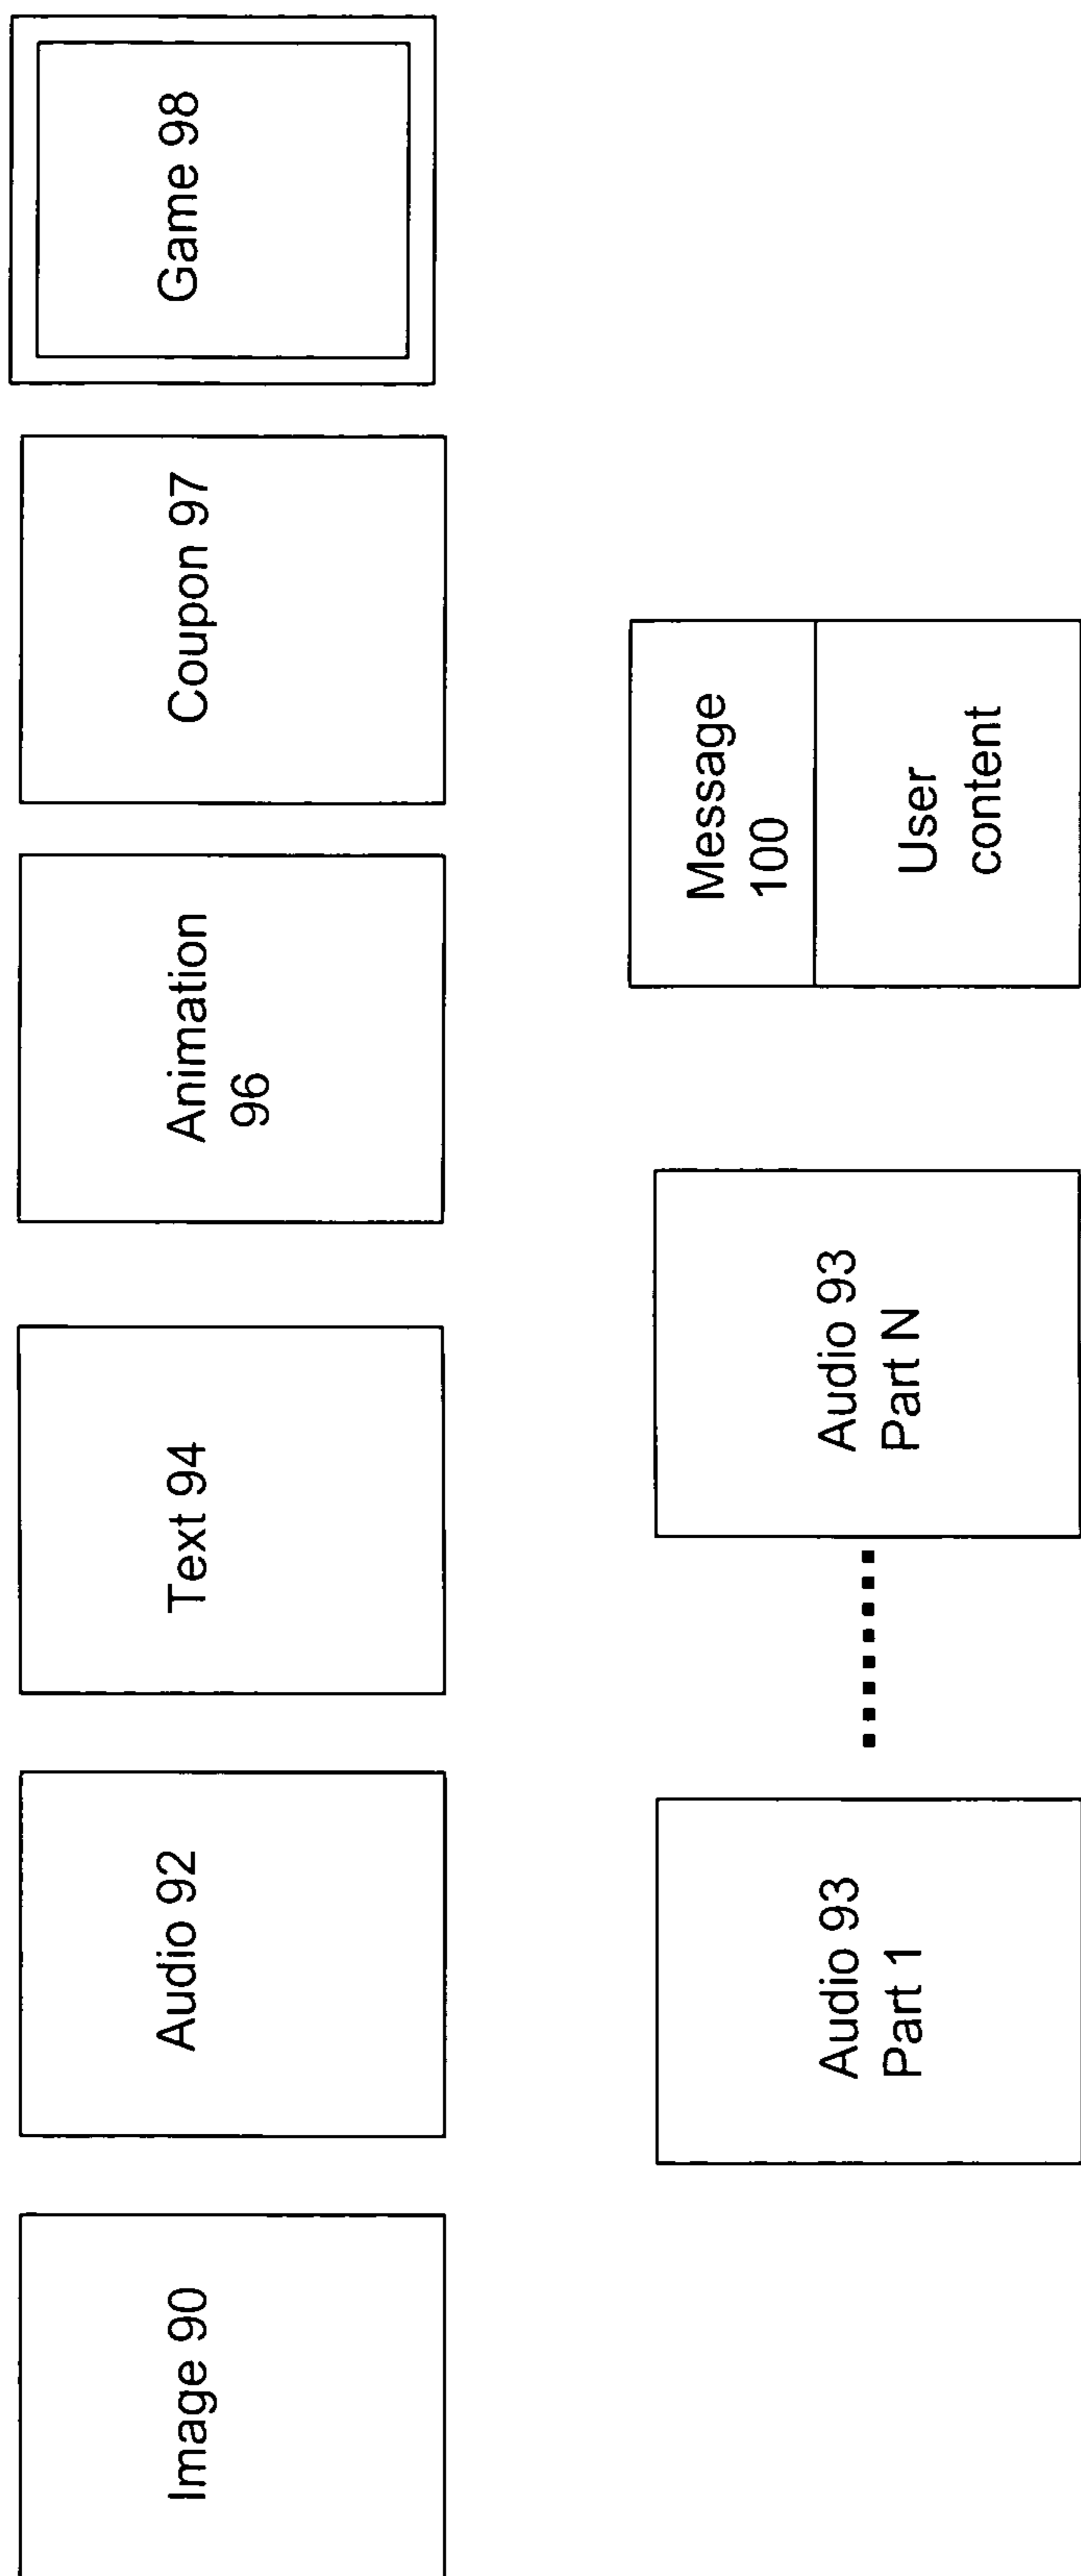 Image 90
Audio 92
Text 94
Animation
96
Coupon 97
Game 98
Audio 93
Part 1
Audio 93
Part N
Message
100
User
content